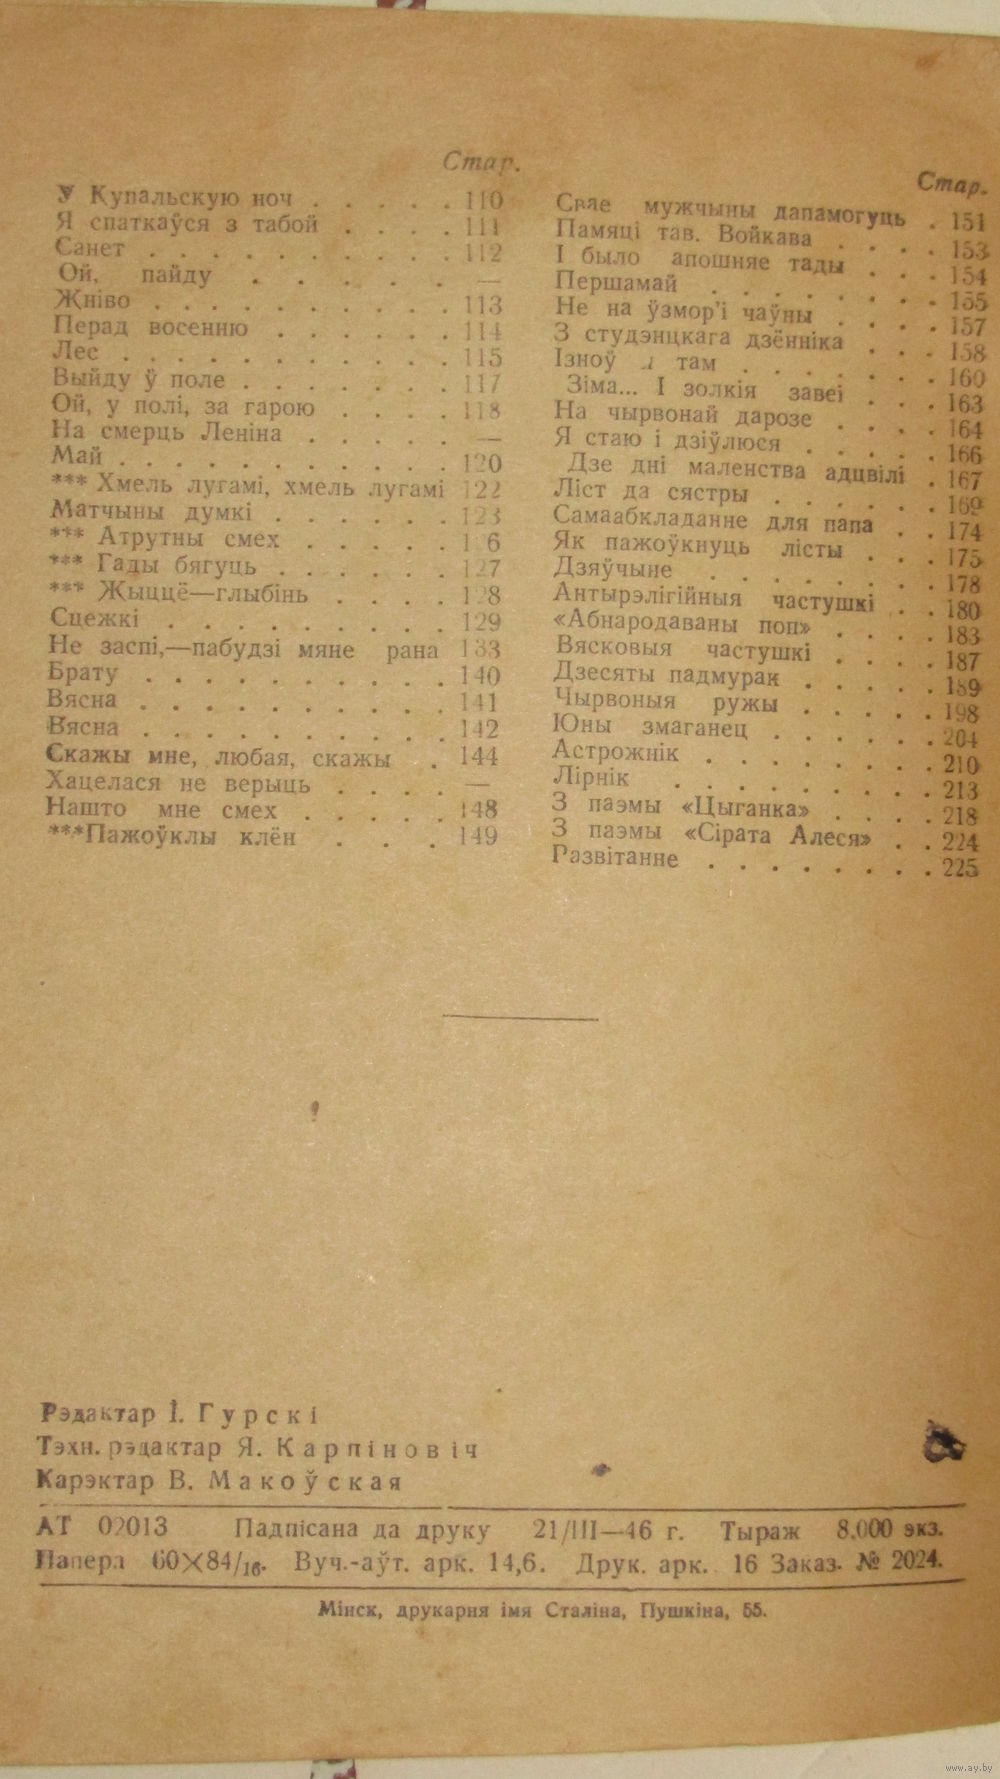 Стар.
У Купальскую ноч . . . . . 110
Я спаткаўся з табой . . . . 111
Санет . . . . . . . . . . . 112
Ой, пайду . . . . . —
Жніво . . . . . . . . . . . 113
Перад восенню . . . . . . 114
Лес . . . . . . . . . . . . 115
Выйду ў поле . . . . . . . 117
Ой, у полі, за гарою . . . . 118
На смерць Леніна . . . . . —
Май . . . . . . . . . . . . 120
*** Хмель лугамі, хмель лугамі 122
Матчыны думкі . . . . . . 123
*** Атрутны смех . . . . .
*** Гады бягуць . . . . . . 127
*** Жыццё—глыбінь . . . . 128
Сцежкі . . . . . . . . . . 129
Не заспі,—пабудзі мяне рана 133
Брату . . . . . . . . . . . 140
Вясна . . . . . . . . . . . 141
Вясна . . . . . . . . . . . 142
Скажы мне, любая, скажы . 144
Хацелася не верыць . . . . —
Нашто мне смех . . . . . 148
***Пажоўклы клён . . . 149
Стар.
Свае мужчыны дапамогуць . 151
Памяці тав. Войкава . . . . 153
І было апошняе тады . . . 154
Першамай . . . . . . . . . 155
Не на ўзмор'і чаўны . . . . 157
З студэнцкага дзённіка . . . 158
Ізноў я там . . . . . . . 160
Зіма... І золкія завеі . . . 163
На чырвонай дарозе . . . . 164
Я стаю і дзіўлюся . . . . . 166
Дзе дні маленства адцвілі . 167
Ліст да сястры . . . . . . 169
Самаабкладанне для папа . . 174
Як пажоўкнуць лісты . . . 175
Дзяўчыне . . . . . . . . 178
Антырэлігійныя частушкі . . 180
«Абнародаваны поп» . . . . 183
Вясковыя частушкі . . . . 187
Дзесяты падмурак . . . . . 189
Чырвоныя ружы . . . . . 198
Юны змаганец . . . . . . 204
Астрожнік . . . . . . . . 210
Лірнік . . . . . . . . . 213
З паэмы «Цыганка» . . . . 218
З паэмы «Сірата Алеся» . . 224
Развітанне . . . . . . . . 225
Рэдактар І. Гурскі
Тэхн. рэдактар Я. Карпіновіч
Карэктар В. Макоўская
АТ 02013 Падпісана да друку 21/III—46 г. Тыраж 8.000 экз.
Папера 60×84/16. Вуч.-аўт. арк. 14,6. Друк. арк. 16 Заказ. № 2024.
Мінск, друкарня імя Сталіна, Пушкіна, 55.
www.ay.by